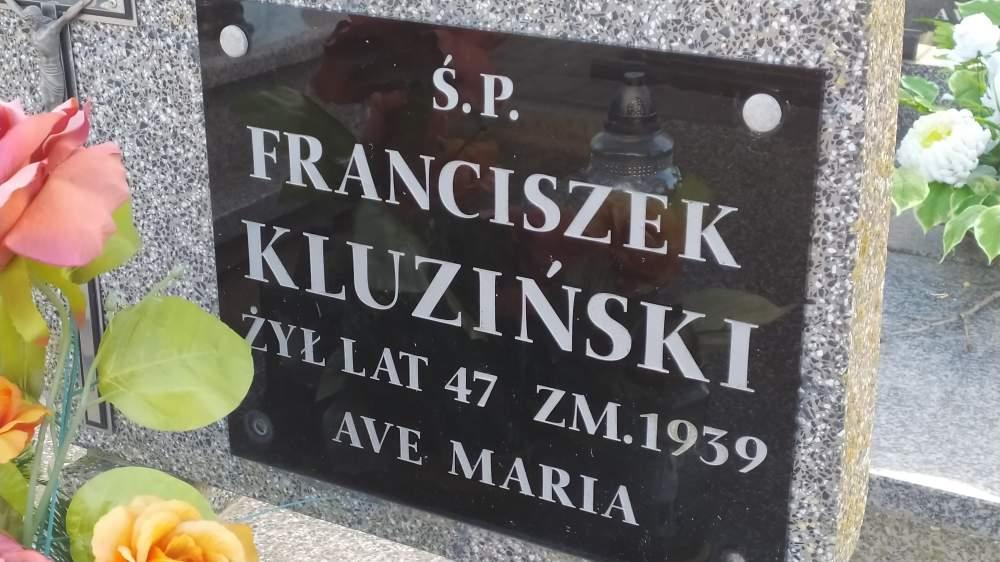 Ś.P.
FRANCISZEK
KLUZIŃSKI
ŻYŁ LAT 47 ZM.1939
AVE MARIA